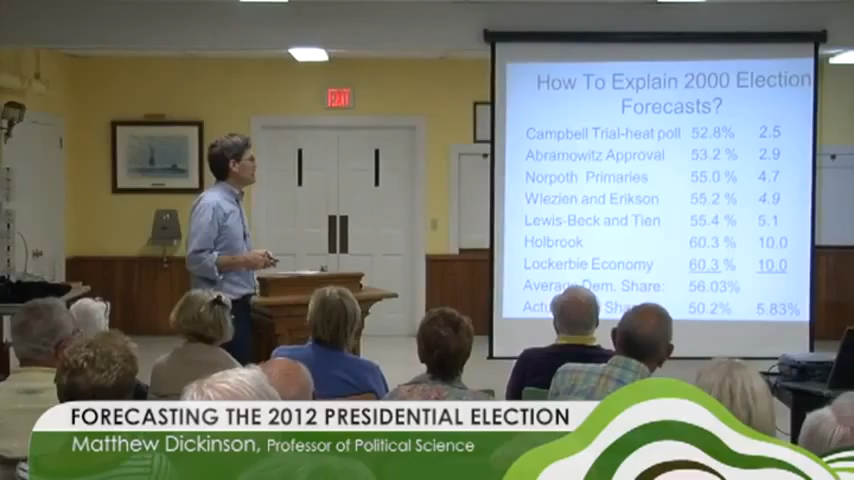 EXIT
How To Explain 2000 Election
Forecasts?
Campbell Trial-heat poll 52.8% 2.5
Abramowitz Approval 53.2 % 2.9
Norpoth Primaries 55.0 % 4.7
Wlezien and Erikson 55.2 % 4.9
Lewis-Beck and Tien 55.4 % 5.1
Holbrook 60.3 % 10.0
Lockerbie Economy 60.3 % 10.0
Average Dem. Share: 56.03%
50.2% 5.83%
FORECASTING THE 2012 PRESIDENTIAL ELECTION
Matthew Dickinson, Professor of Political Science